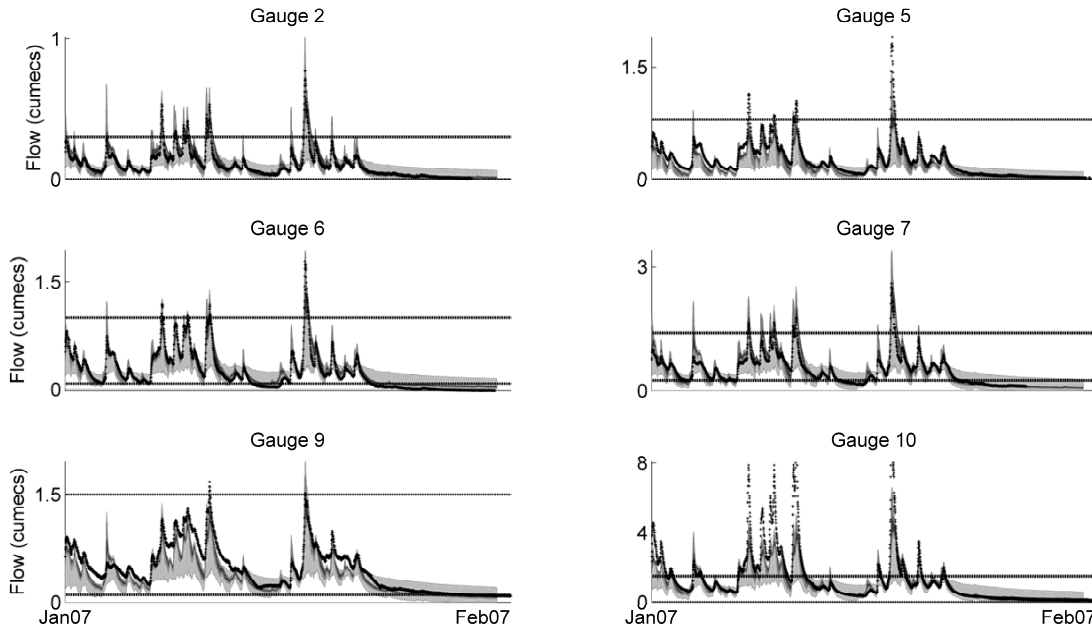 Gauge 2
Gauge 5
Flow (cumecs)
1
0
1.5
0
Gauge 6
Gauge 7
Flow (cumecs)
1.5
0
3
0
Gauge 9
Gauge 10
Flow (cumecs)
1.5
0
8
4
0
Jan07
Feb07
Jan07
Feb07